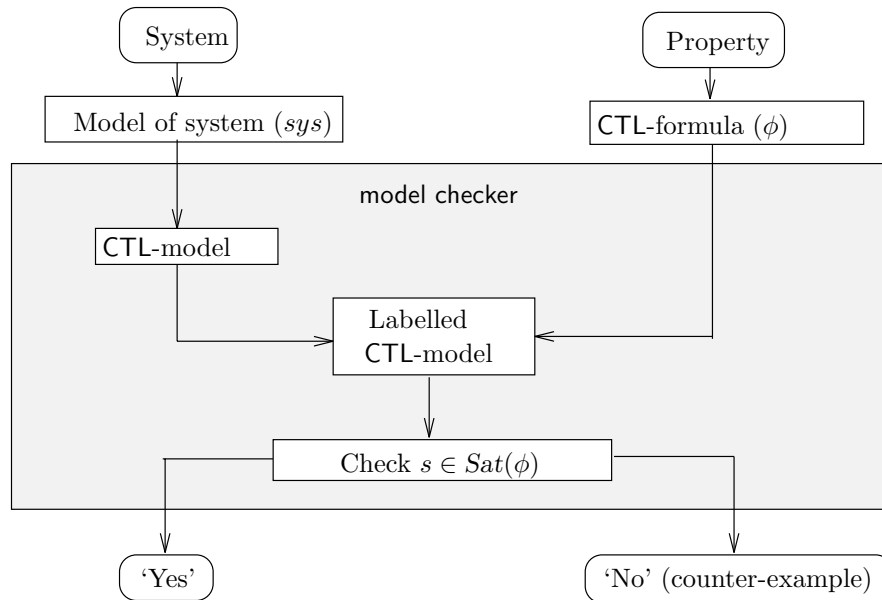 System
Property
Model of system (sys)
CTL-formula (ϕ)
model checker
CTL-model
Labelled
CTL-model
Check s ∈ Sat(ϕ)
‘Yes’
‘No’ (counter-example)